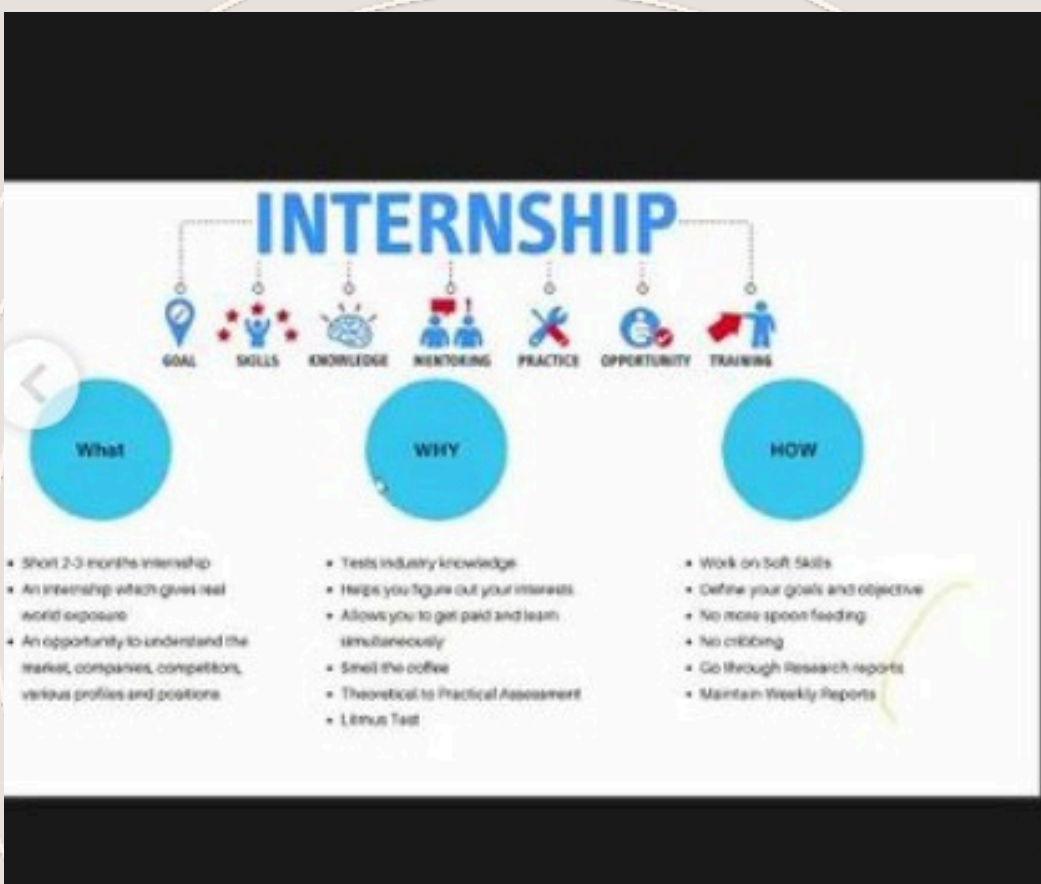 INTERNSHIP
GOAL SKILLS KNOWLEDGE MENTORING PRACTICE OPPORTUNITY TRAINING
What
• Short 2-3 months internship
• An internship which gives real
world exposure
• An opportunity to understand the
market, companies, competitors,
various profiles and positions
WHY
• Tests industry knowledge
• Helps you figure out your interests
• Allows you to get paid and learn
simultaneously
• Smell the coffee
• Theoretical to Practical Assessment
• Litmus Test
HOW
• Work on Soft Skills
• Define your goals and objective
• No more spoon feeding
• No cribbing
• Go through Research reports
• Maintain Weekly Reports